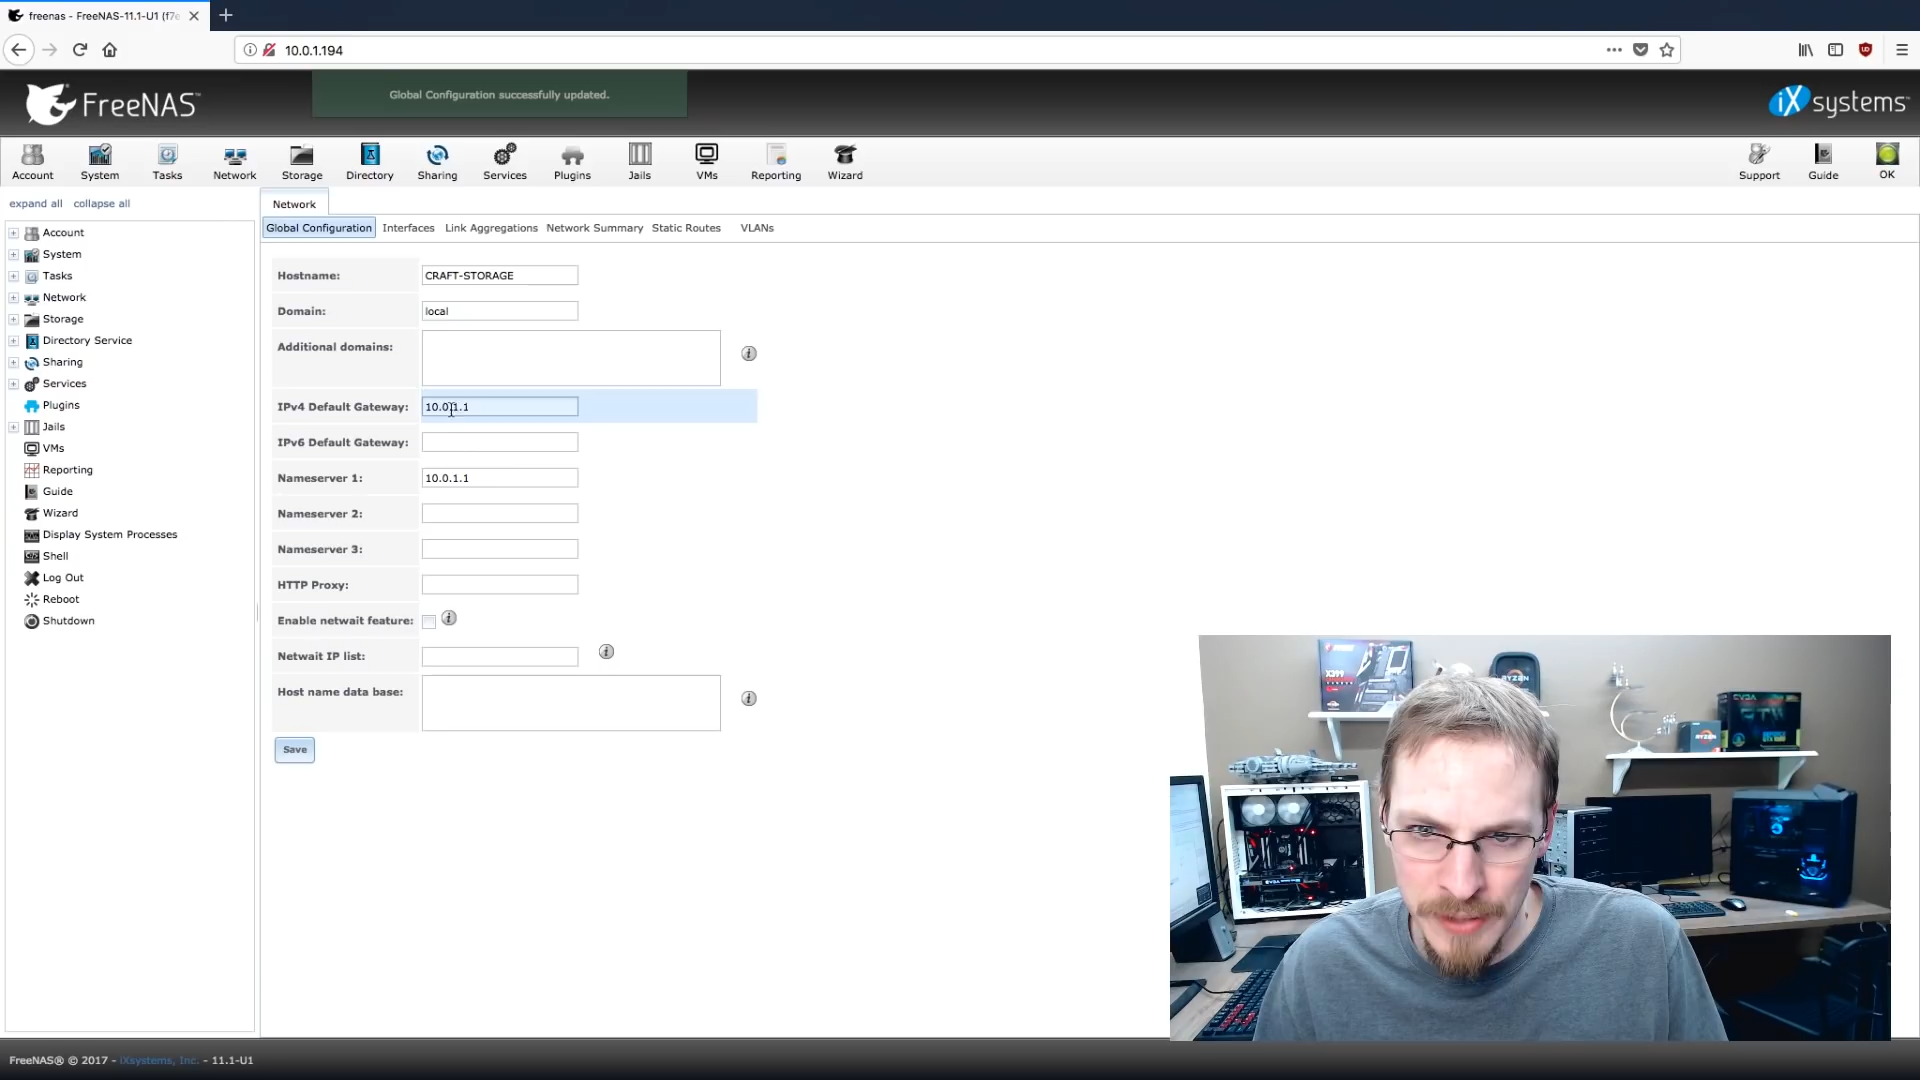 freenas - FreeNAS-11.1-U1 (f7e
10.0.1.194
Global Configuration successfully updated.
FreeNAS
iXsystems
Account
System
Tasks
Network
Storage
Directory
Sharing
Services
Plugins
Jails
VMs
Reporting
Wizard
Support
Guide
OK
expand all
collapse all
Account
System
Tasks
Network
Storage
Directory Service
Sharing
Services
Plugins
Jails
VMs
Reporting
Guide
Wizard
Display System Processes
Shell
Log Out
Reboot
Shutdown
Network
Global Configuration
Interfaces
Link Aggregations
Network Summary
Static Routes
VLANs
Hostname: CRAFT-STORAGE
Domain: local
Additional domains:
IPv4 Default Gateway: 10.0.1.1
IPv6 Default Gateway:
Nameserver 1: 10.0.1.1
Nameserver 2:
Nameserver 3:
HTTP Proxy:
Enable netwait feature:
Netwait IP list:
Host name data base:
Save
X399
RYZEN
RYZEN
EVGA
FreeNAS® © 2017 - iXsystems, Inc. - 11.1-U1